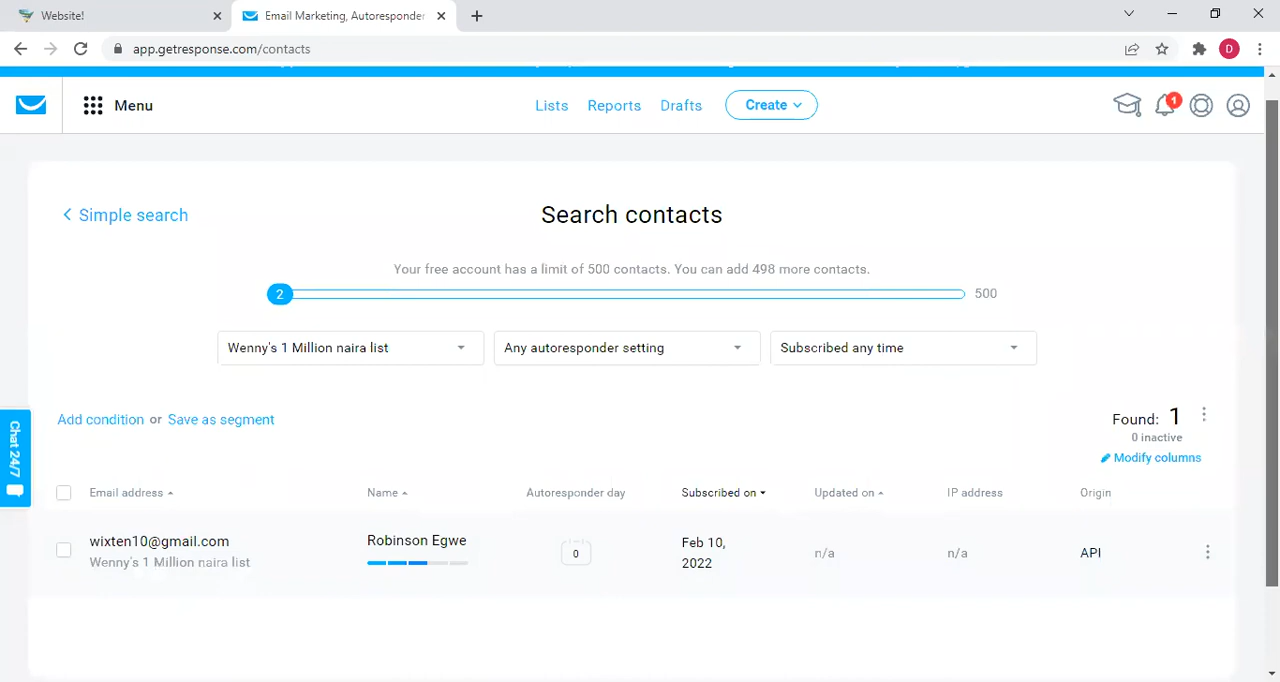 Website!
Email Marketing, Autoresponder
app.getresponse.com/contacts
D
Menu
Lists
Reports
Drafts
Create
1
Simple search
Search contacts
Your free account has a limit of 500 contacts. You can add 498 more contacts.
2
500
Wenny's 1 Million naira list
Any autoresponder setting
Subscribed any time
Add condition or Save as segment
Found: 1
0 inactive
Modify columns
Chat 24/7
Email address
Name
Autoresponder day
Subscribed on
Updated on
IP address
Origin
wixten10@gmail.com
Wenny's 1 Million naira list
Robinson Egwe
0
Feb 10,
2022
n/a
n/a
API